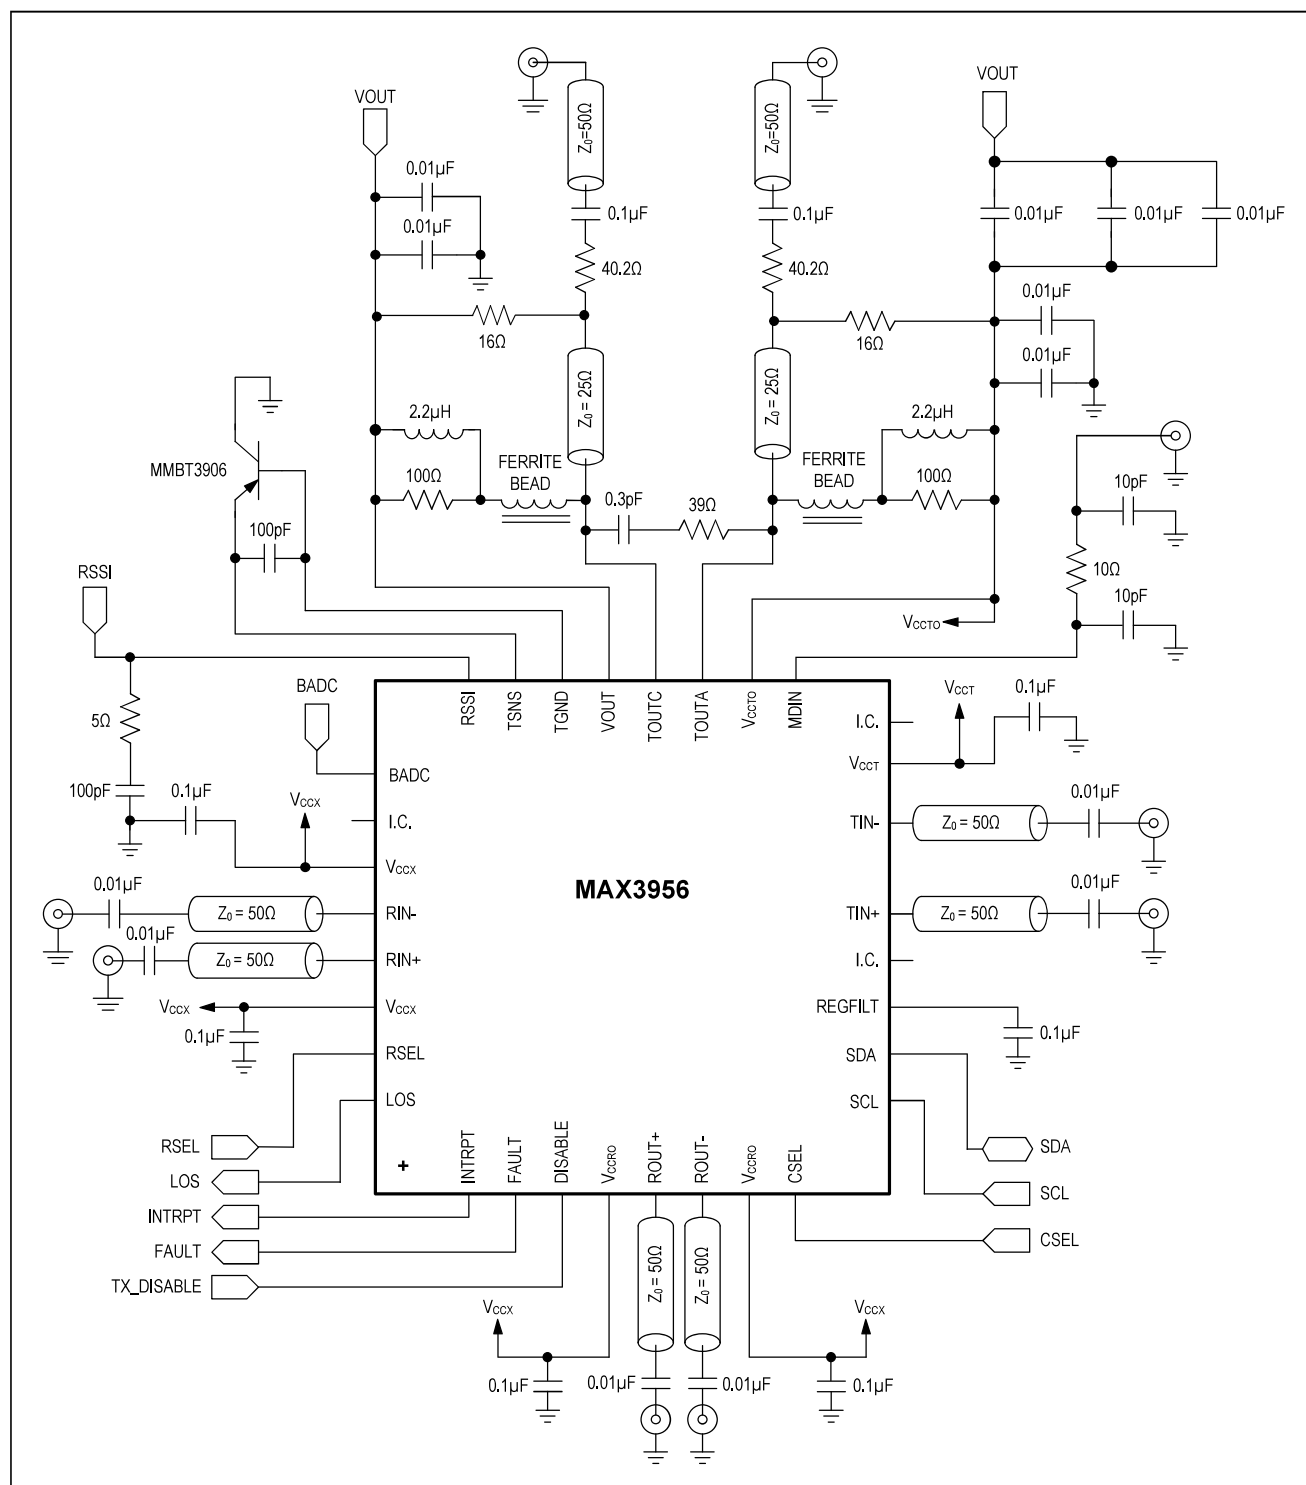 Z₀=50Ω
Z₀=50Ω
VOUT
VOUT
0.01µF
0.01µF
0.1µF
0.1µF
0.01µF
0.01µF
0.01µF
40.2Ω
40.2Ω
0.01µF
0.01µF
16Ω
16Ω
Z₀ = 25Ω
Z₀ = 25Ω
2.2µH
2.2µH
MMBT3906
100Ω
FERRITE
BEAD
FERRITE
BEAD
100Ω
0.3pF
39Ω
10pF
100pF
10Ω
10pF
RSSI
VCCTO
BADC
RSSI
TSNS
TGND
VOUT
TOUTC
TOUTA
VCCTO
MDIN
VCCT
0.1µF
5Ω
I.C.
VCCT
BADC
100pF
0.1µF
VCCX
I.C.
VCCX
TIN-
Z₀ = 50Ω
0.01µF
MAX3956
0.01µF
Z₀ = 50Ω
RIN-
TIN+
Z₀ = 50Ω
0.01µF
0.01µF
Z₀ = 50Ω
RIN+
I.C.
VCCX
VCCX
REGFILT
0.1µF
0.1µF
RSEL
SDA
LOS
SCL
RSEL
LOS
INTRPT
FAULT
TX_DISABLE
+
INTRPT
FAULT
DISABLE
VCCRO
ROUT+
ROUT-
VCCRO
CSEL
SDA
SCL
CSEL
Z₀ = 50Ω
Z₀ = 50Ω
VCCX
VCCX
0.1µF
0.01µF
0.01µF
0.1µF